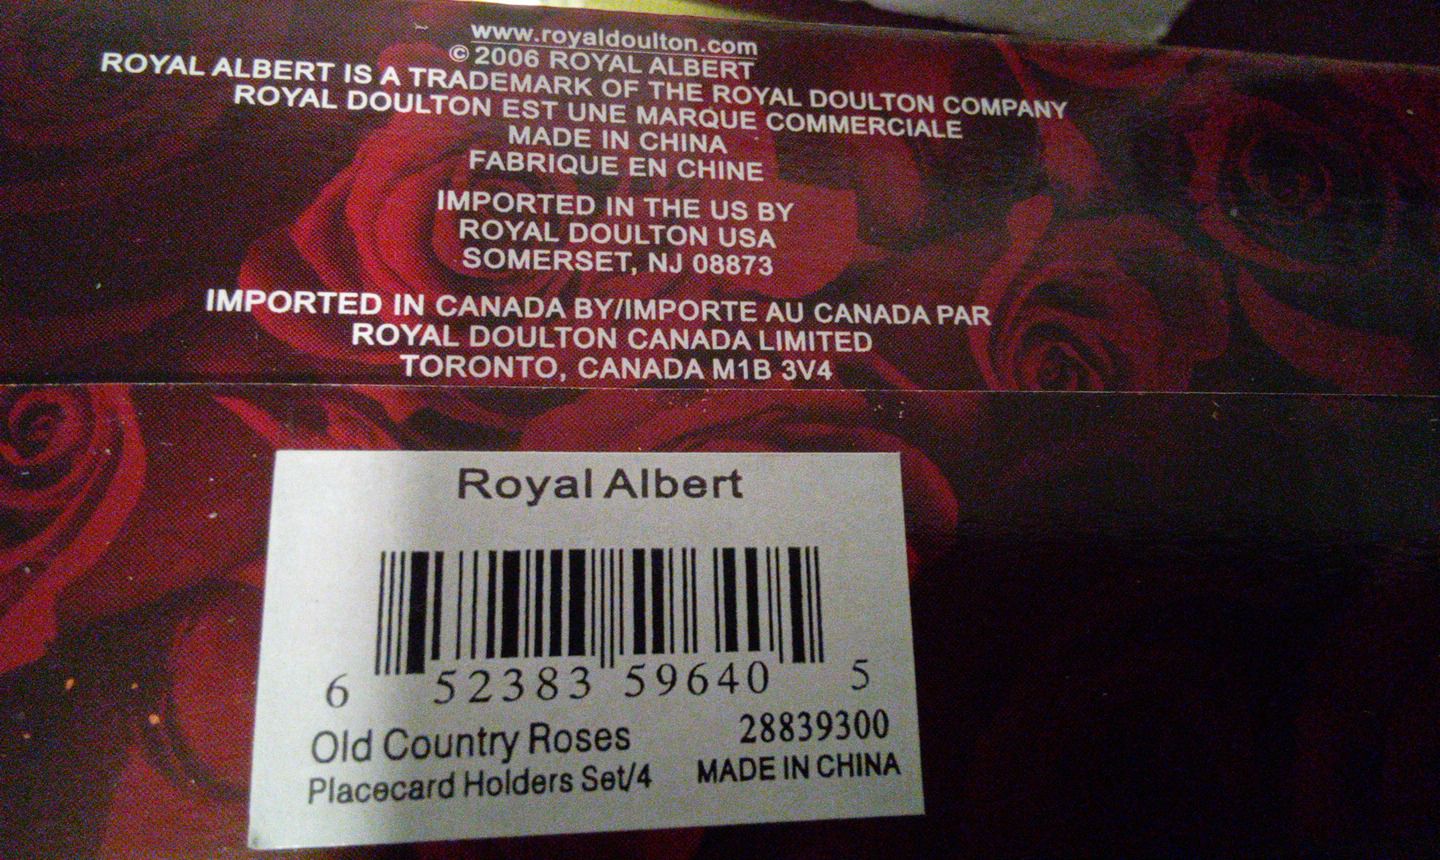 www.royaldoulton.com
© 2006 ROYAL ALBERT
ROYAL ALBERT IS A TRADEMARK OF THE ROYAL DOULTON COMPANY
ROYAL DOULTON EST UNE MARQUE COMMERCIALE
MADE IN CHINA
FABRIQUE EN CHINE
IMPORTED IN THE US BY
ROYAL DOULTON USA
SOMERSET, NJ 08873
IMPORTED IN CANADA BY/IMPORTE AU CANADA PAR
ROYAL DOULTON CANADA LIMITED
TORONTO, CANADA M1B 3V4
Royal Albert
6 52383 59640 5
Old Country Roses 28839300
Placecard Holders Set/4 MADE IN CHINA